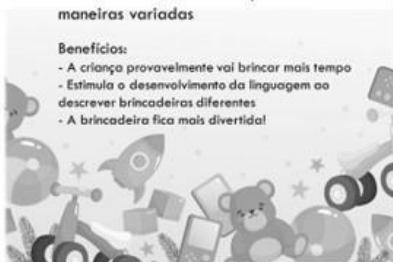 maneiras variadas
Benefícios:
- A criança provavelmente vai brincar mais tempo
- Estimula o desenvolvimento da linguagem ao
descrever brincadeiras diferentes
- A brincadeira fica mais divertida!